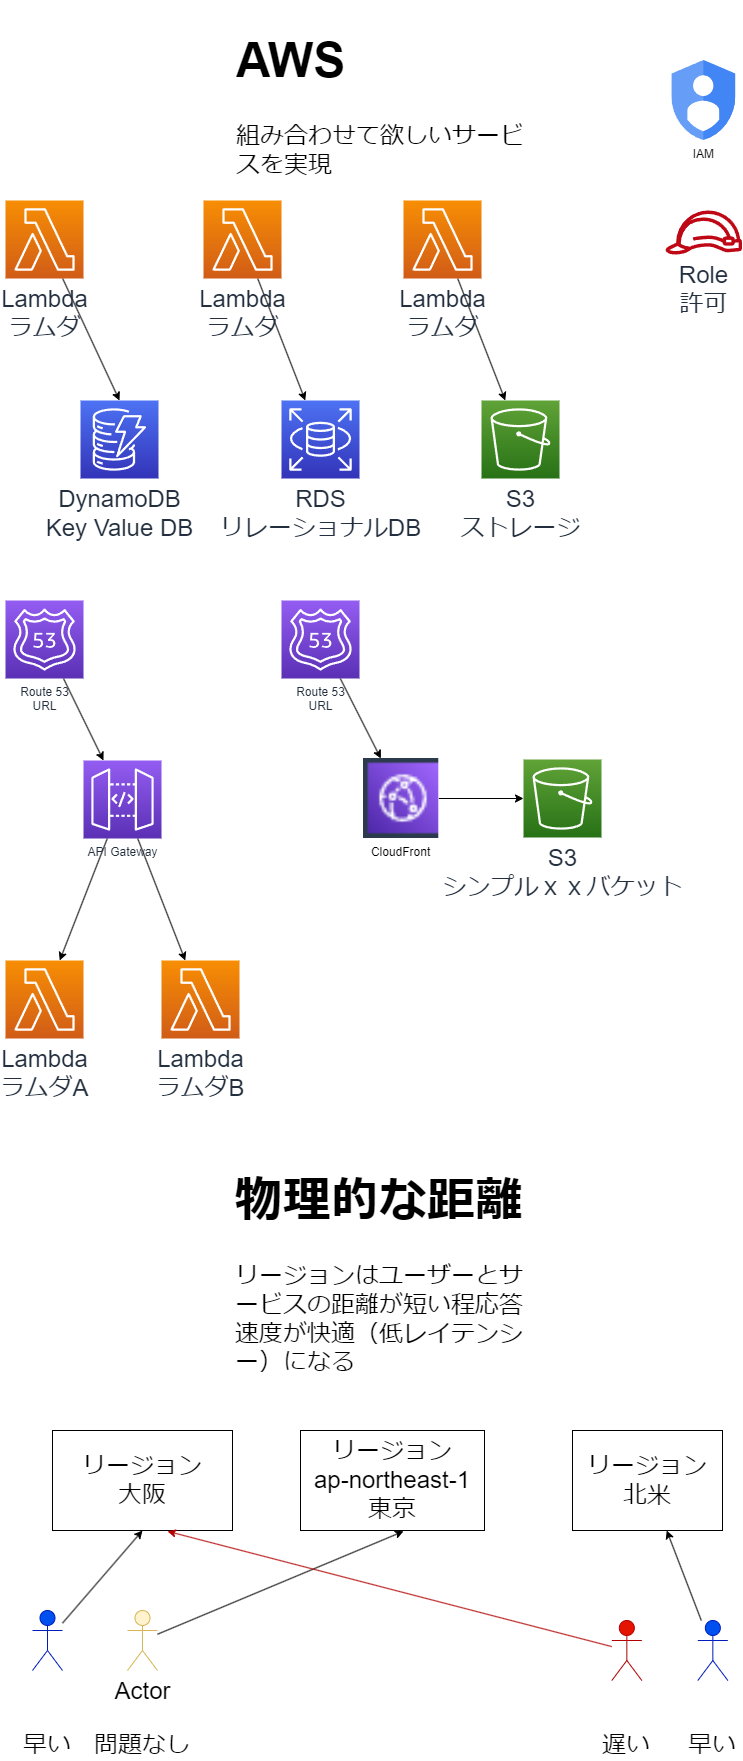 AWS
組み合わせて欲しいサービ
スを実現
IAM
Role
許可
Lambda
ラムダ
Lambda
ラムダ
Lambda
ラムダ
DynamoDB
Key Value DB
RDS
リレーショナルDB
S3
ストレージ
53
Route 53
URL
53
Route 53
URL
</>
API Gateway
CloudFront
S3
シンプルｘｘバケット
Lambda
ラムダA
Lambda
ラムダB
物理的な距離
リージョンはユーザーとサ
ービスの距離が短い程応答
速度が快適（低レイテンシ
ー）になる
リージョン
大阪
リージョン
ap-northeast-1
東京
リージョン
北米
Actor
早い
問題なし
遅い
早い